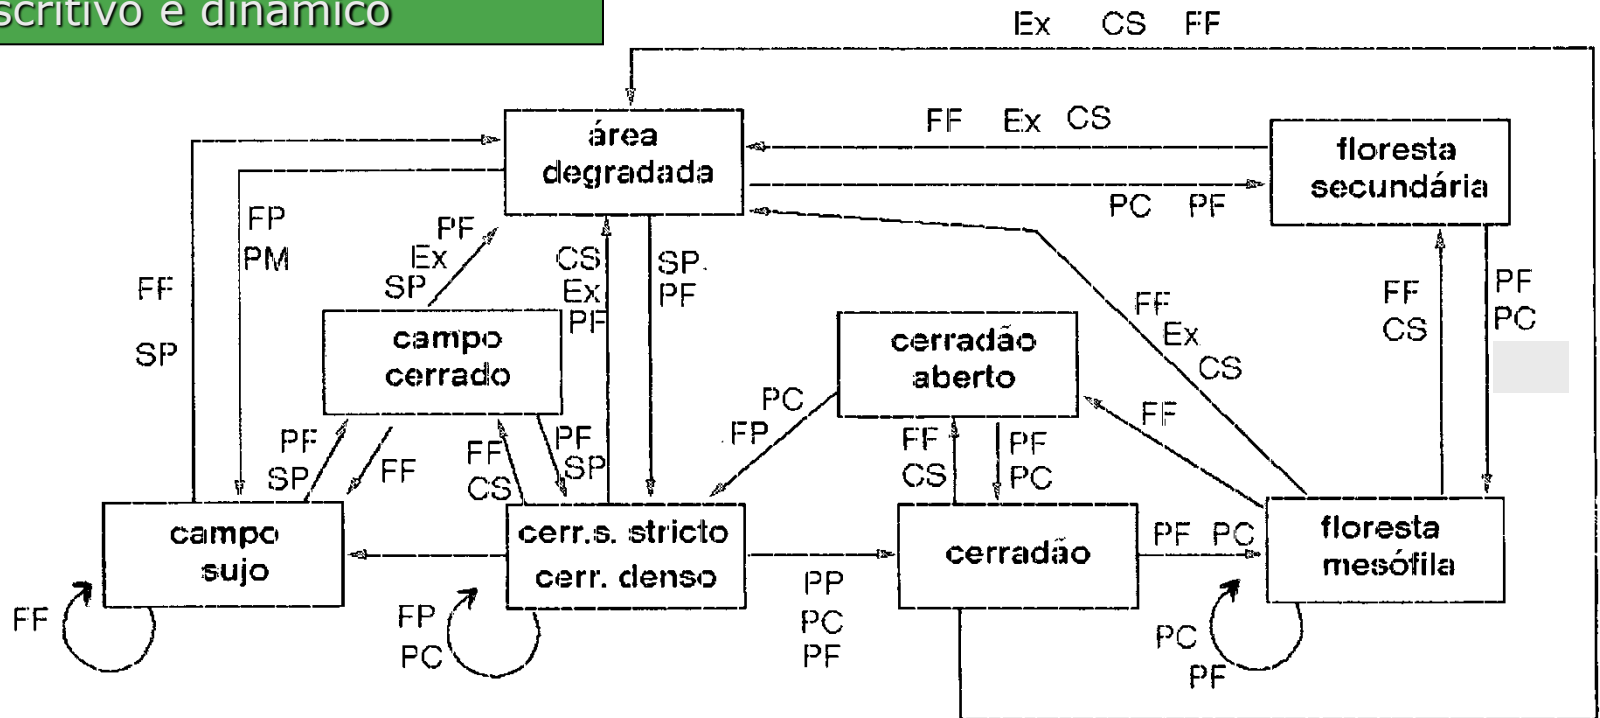 scritivo e dinâmico
Ex CS FF
área
degradada
FF Ex CS
floresta
secundária
PC PF
FP
PM
PF
Ex
SP
CS
Ex
PF
SP.
PF
FF
SP
campo
cerrado
cerradão
aberto
FF
Ex
CS
FF
CS
PF
PC
PF
SP
FF
FF
CS
PF
SP
PC
FP
FF
CS
PF
PC
FF
campo
sujo
cerr.s. stricto
cerr. denso
cerradão
PF PC
floresta
mesófila
FF
FP
PC
PP
PC
PF
PC
PF